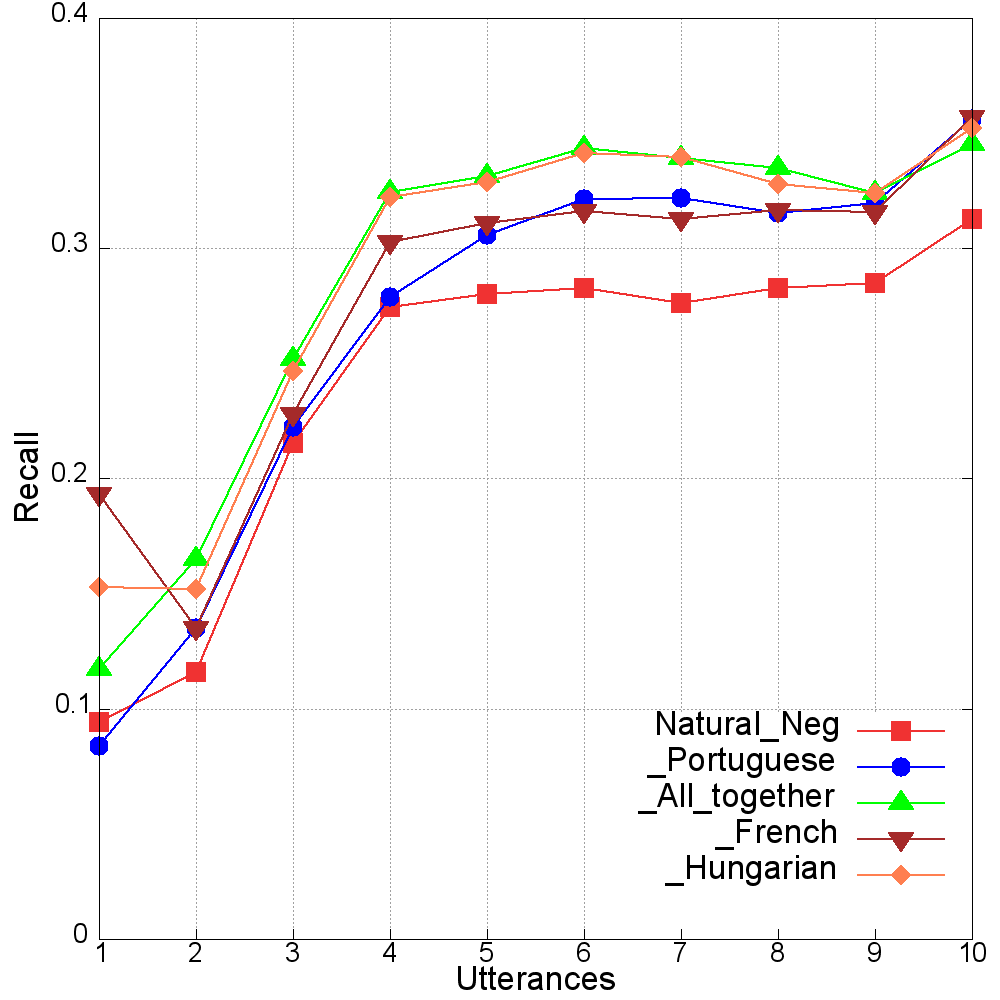 0.4
0.3
0.2
0.1
0
Recall
1 2 3 4 5 6 7 8 9 10
Utterances
Natural_Neg
_Portuguese
_All_together
_French
_Hungarian